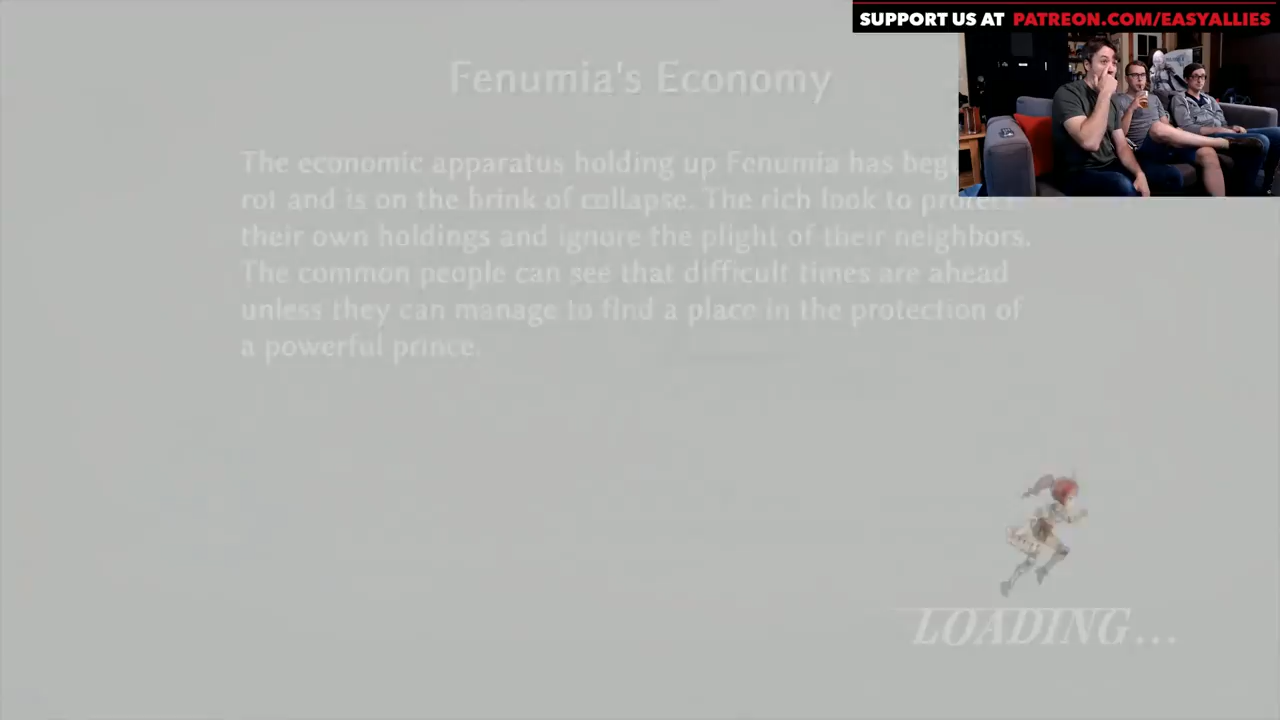 SUPPORT US AT PATREON.COM/EASYALLIES
Fenumia's Economy
The economic apparatus holding up Fenumia has
rot and is on the brink of collapse. The rich look to protect
their own holdings and ignore the plight of their neighbors.
The common people can see that difficult times are ahead
unless they can manage to find a place in the protection of
a powerful prince.
LOADING...